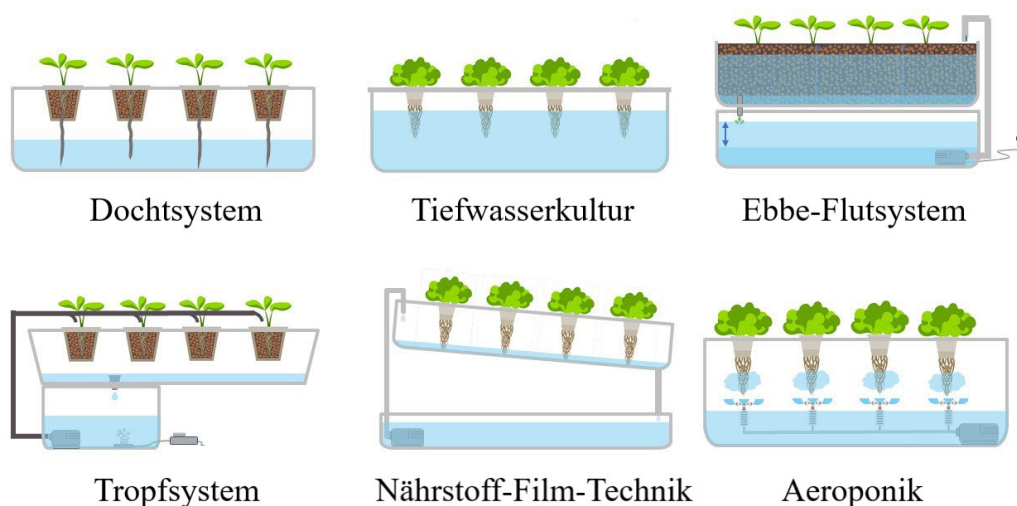 Dochtsystem
Tiefwasserkultur
Ebbe-Flutsystem
Tropfsystem
Nährstoff-Film-Technik
Aeroponik